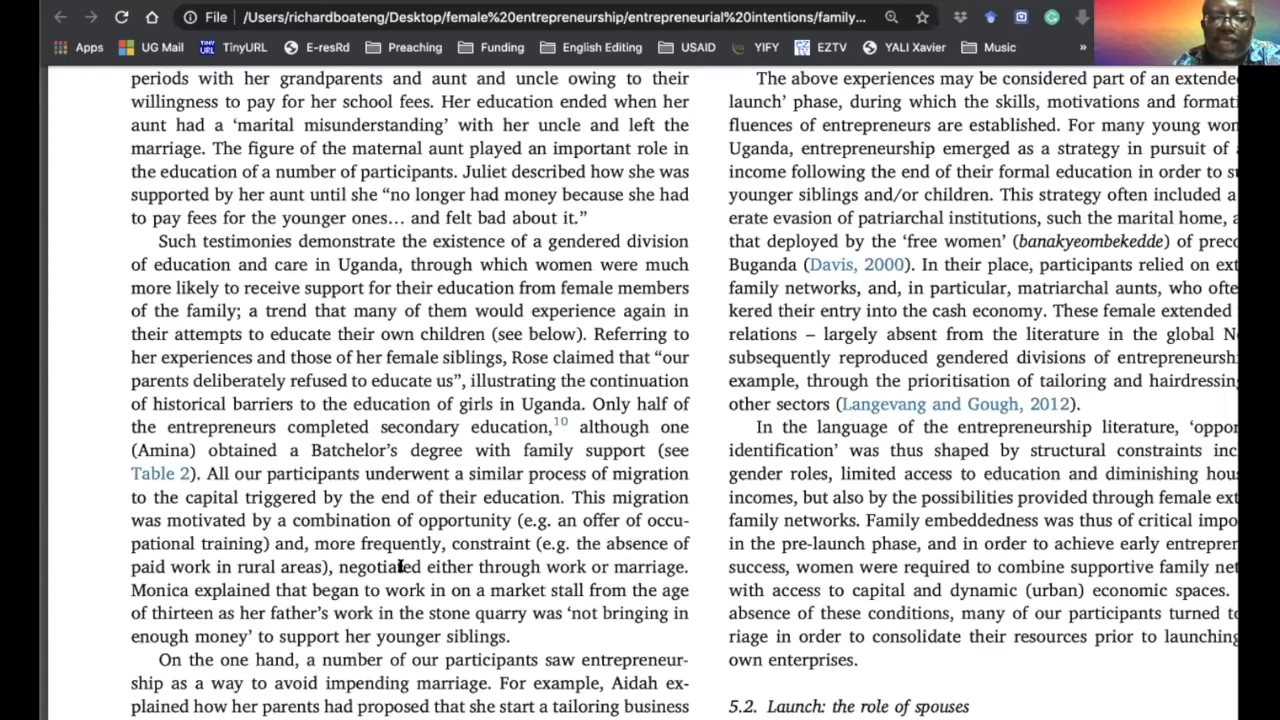 File /Users/richardboateng/Desktop/female%20entrepreneurship/entrepreneurial%20intentions/family...
Apps UG Mail TINY URL TinyURL E-resRd Preaching Funding English Editing USAID YIFY EZTV YALI Xavier Music »
periods with her grandparents and aunt and uncle owing to their
willingness to pay for her school fees. Her education ended when her
aunt had a ‘marital misunderstanding’ with her uncle and left the
marriage. The figure of the maternal aunt played an important role in
the education of a number of participants. Juliet described how she was
supported by her aunt until she “no longer had money because she had
to pay fees for the younger ones… and felt bad about it.”
Such testimonies demonstrate the existence of a gendered division
of education and care in Uganda, through which women were much
more likely to receive support for their education from female members
of the family; a trend that many of them would experience again in
their attempts to educate their own children (see below). Referring to
her experiences and those of her female siblings, Rose claimed that “our
parents deliberately refused to educate us”, illustrating the continuation
of historical barriers to the education of girls in Uganda. Only half of
the entrepreneurs completed secondary education,10 although one
(Amina) obtained a Batchelor’s degree with family support (see
Table 2). All our participants underwent a similar process of migration
to the capital triggered by the end of their education. This migration
was motivated by a combination of opportunity (e.g. an offer of occu-
pational training) and, more frequently, constraint (e.g. the absence of
paid work in rural areas), negotiated either through work or marriage.
Monica explained that began to work in on a market stall from the age
of thirteen as her father’s work in the stone quarry was ‘not bringing in
enough money’ to support her younger siblings.
On the one hand, a number of our participants saw entrepreneur-
ship as a way to avoid impending marriage. For example, Aidah ex-
plained how her parents had proposed that she start a tailoring business
The above experiences may be considered part of an extende
launch’ phase, during which the skills, motivations and formati
fluences of entrepreneurs are established. For many young wom
Uganda, entrepreneurship emerged as a strategy in pursuit of
income following the end of their formal education in order to su
younger siblings and/or children. This strategy often included a
erate evasion of patriarchal institutions, such the marital home, a
that deployed by the ‘free women’ (banakyeombekedde) of preco
Buganda (Davis, 2000). In their place, participants relied on ext
family networks, and, in particular, matriarchal aunts, who ofte
kered their entry into the cash economy. These female extended
relations – largely absent from the literature in the global N
subsequently reproduced gendered divisions of entrepreneursh
example, through the prioritisation of tailoring and hairdressing
other sectors (Langevang and Gough, 2012).
In the language of the entrepreneurship literature, ‘oppor
identification’ was thus shaped by structural constraints inc
gender roles, limited access to education and diminishing hou
incomes, but also by the possibilities provided through female ext
family networks. Family embeddedness was thus of critical impo
in the pre-launch phase, and in order to achieve early entrepren
success, women were required to combine supportive family net
with access to capital and dynamic (urban) economic spaces.
absence of these conditions, many of our participants turned to
riage in order to consolidate their resources prior to launching
own enterprises.
5.2. Launch: the role of spouses